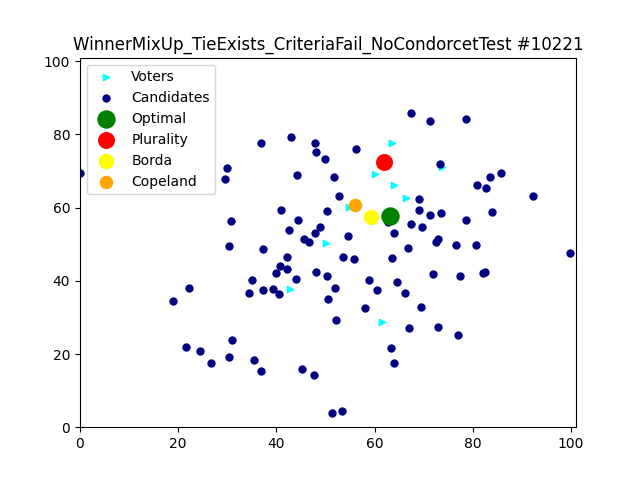 WinnerMixUp_TieExists_CriteriaFail_NoCondorcetTest #10221
Voters
Candidates
Optimal
Plurality
Borda
Copeland
100
80
60
40
20
0
0 20 40 60 80 100